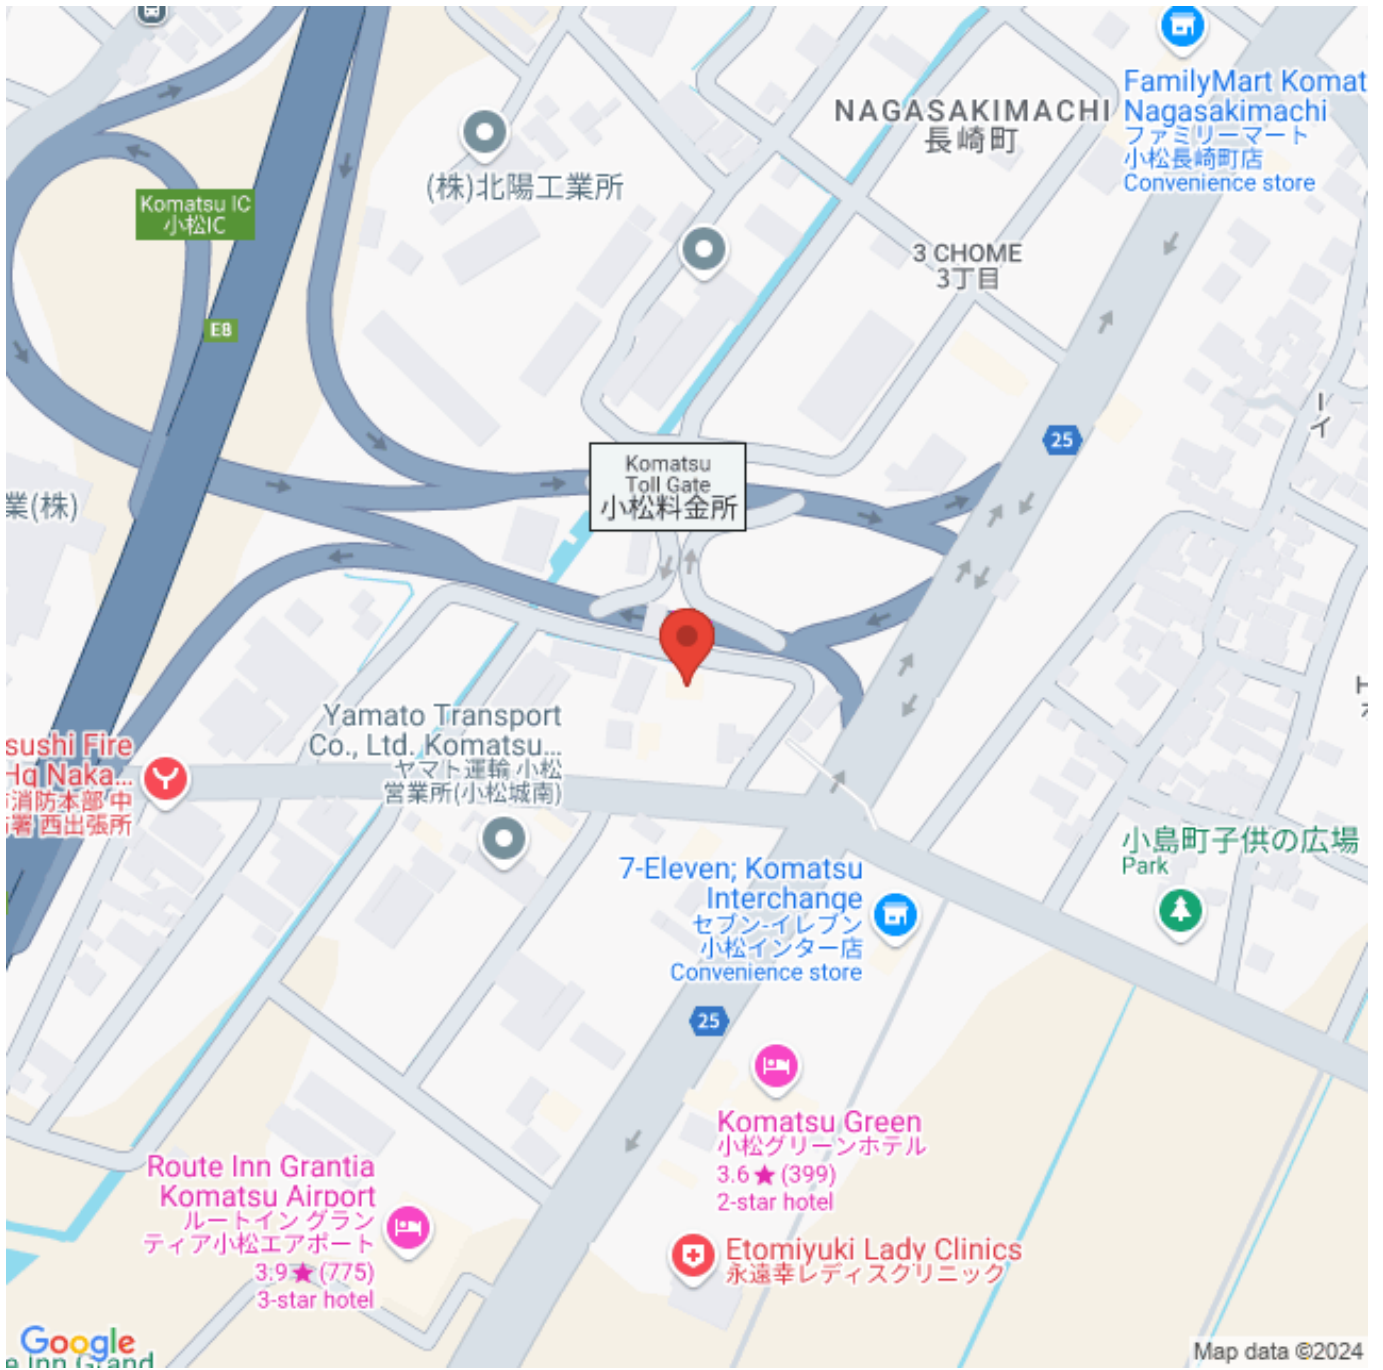 FamilyMart Komat
Nagasakimachi
ファミリーマート
小松長崎町店
Convenience store
NAGASAKIMACHI
長崎町
(株)北陽工業所
Komatsu IC
小松IC
3 CHOME
3丁目
E8
ーイ
25
Komatsu
Toll Gate
小松料金所
業(株)
Yamato Transport
Co., Ltd. Komatsu...
ヤマト運輸 小松
営業所(小松城南)
sushi Fire
Hq Naka...
消防本部 中
署 西出張所
小島町子供の広場
Park
7-Eleven; Komatsu
Interchange
セブン-イレブン
小松インター店
Convenience store
25
Komatsu Green
小松グリーンホテル
3.6★(399)
2-star hotel
Route Inn Grantia
Komatsu Airport
ルートイン グラン
ティア小松エアポート
3.9★(775)
3-star hotel
Etomiyuki Lady Clinics
永遠幸レディスクリニック
Google
e Inn Grand
Map data ©2024